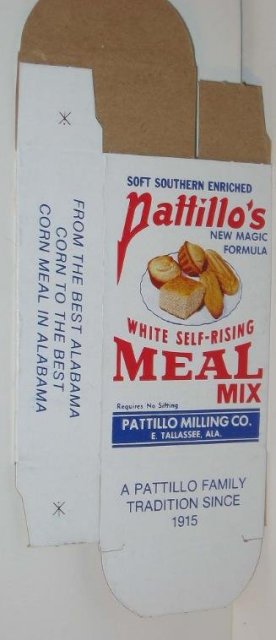 SOFT SOUTHERN ENRICHED
Pattillo's
NEW MAGIC
FORMULA
WHITE SELF-RISING
MEAL
MIX
Requires No Sifting
PATTILLO MILLING CO.
E. TALLASSEE, ALA.
A PATTILLO FAMILY
TRADITION SINCE
1915
FROM THE BEST ALABAMA
CORN TO THE BEST
CORN MEAL IN ALABAMA